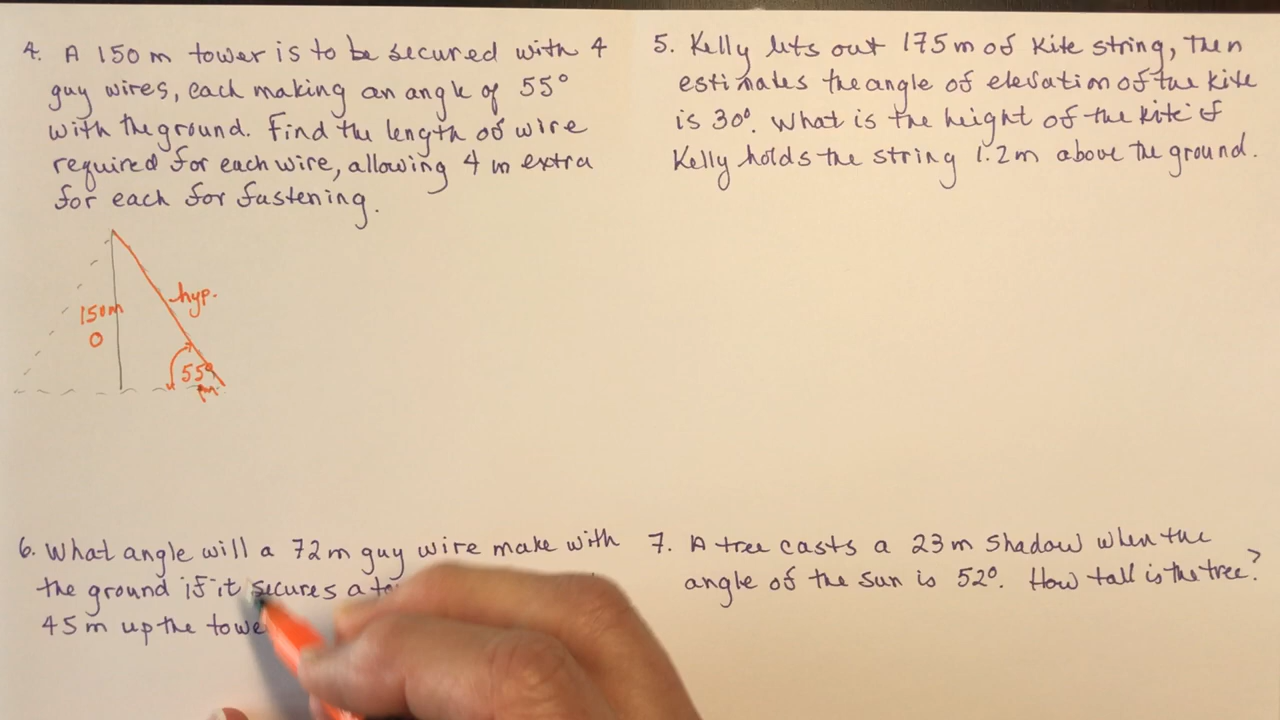 4. A 150 m tower is to be secured with 4
guy wires, each making an angle of 55°
with the ground. Find the length of wire
required for each wire, allowing 4 m extra
for each for fastening.
150m
O
hyp.
55°
5. Kelly lets out 175 m of kite string, then
estimates the angle of elevation of the kite
is 30°. What is the height of the kite if
Kelly holds the string 1.2 m above the ground.
6. What angle will a 72 m guy wire make with
the ground if it secures a
45 m up the
7. A tree casts a 23 m shadow when the
angle of the sun is 52°. How tall is the tree?